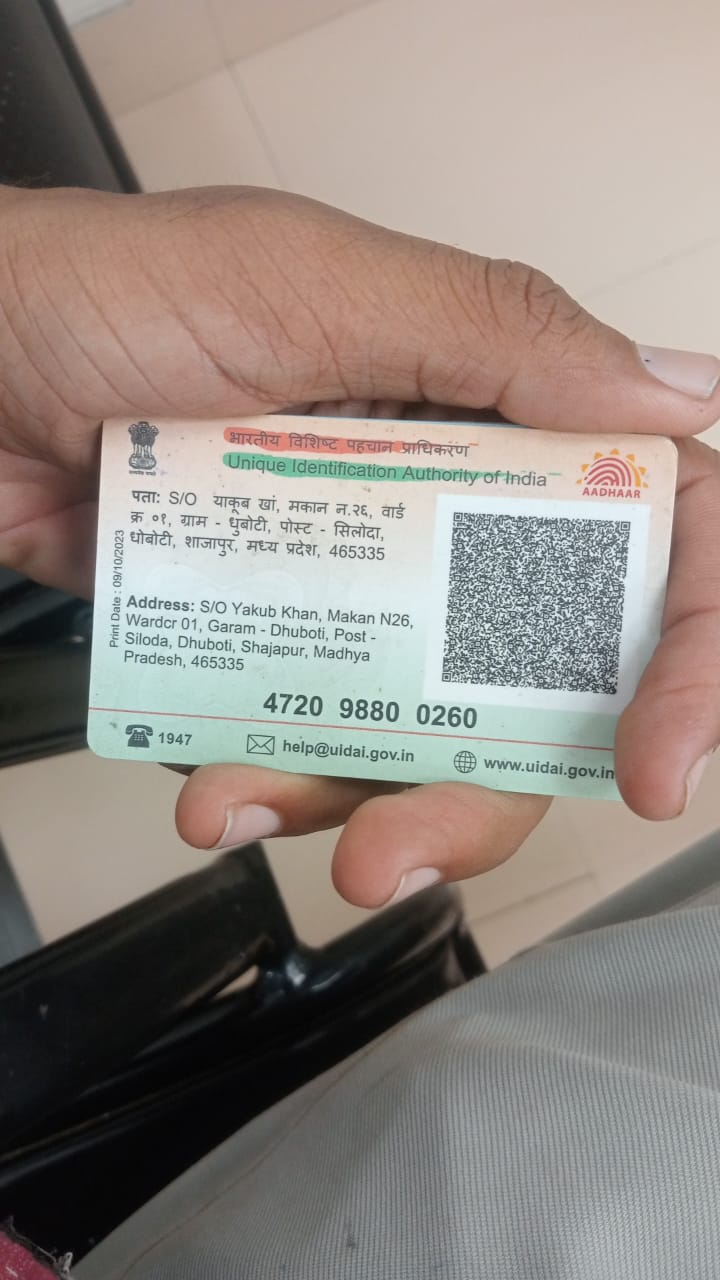 भारतीय विशिष्ट पहचान प्राधिकरण
Unique Identification Authority of India
AADHAAR
पता: S/O याकूब खां, मकान न.२६, वार्ड
क्र ०१, ग्राम - धुबोटी, पोस्ट - सिलोदा,
धोबोटी, शाजापुर, मध्य प्रदेश, 465335
Print Date : 09/10/2023
Address: S/O Yakub Khan, Makan N26,
Wardcr 01, Garam - Dhuboti, Post -
Siloda, Dhuboti, Shajapur, Madhya
Pradesh, 465335
4720 9880 0260
1947
help@uidai.gov.in
www.uidai.gov.in